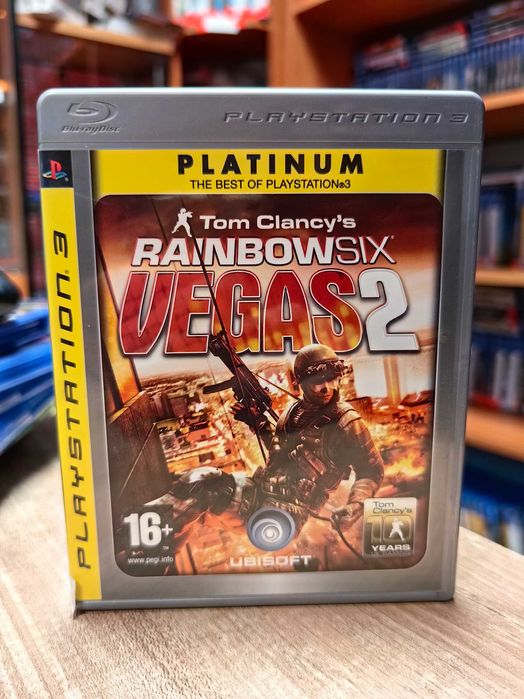 Blu-ray Disc
PLAYSTATION 3
PLATINUM
THE BEST OF PLAYSTATION®3
PLAYSTATION 3
Tom Clancy's
RAINBOWSIX
VEGAS2
16+
www.pegi.info
UBISOFT
Tom
Clancy's
10
YEARS